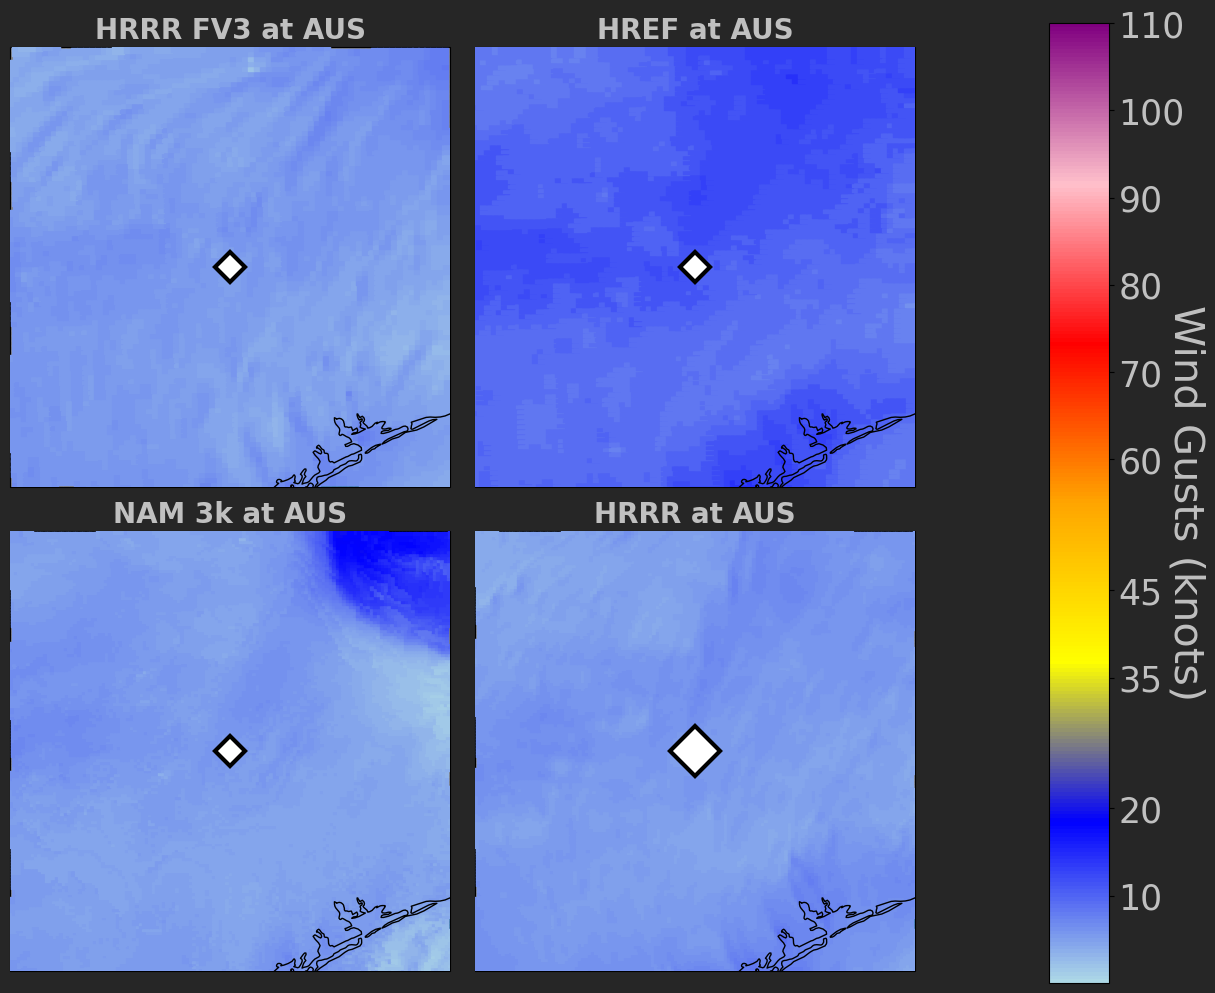 HRRR FV3 at AUS
HREF at AUS
NAM 3k at AUS
HRRR at AUS
110
100
90
80
70
60
45
35
20
10
Wind Gusts (knots)